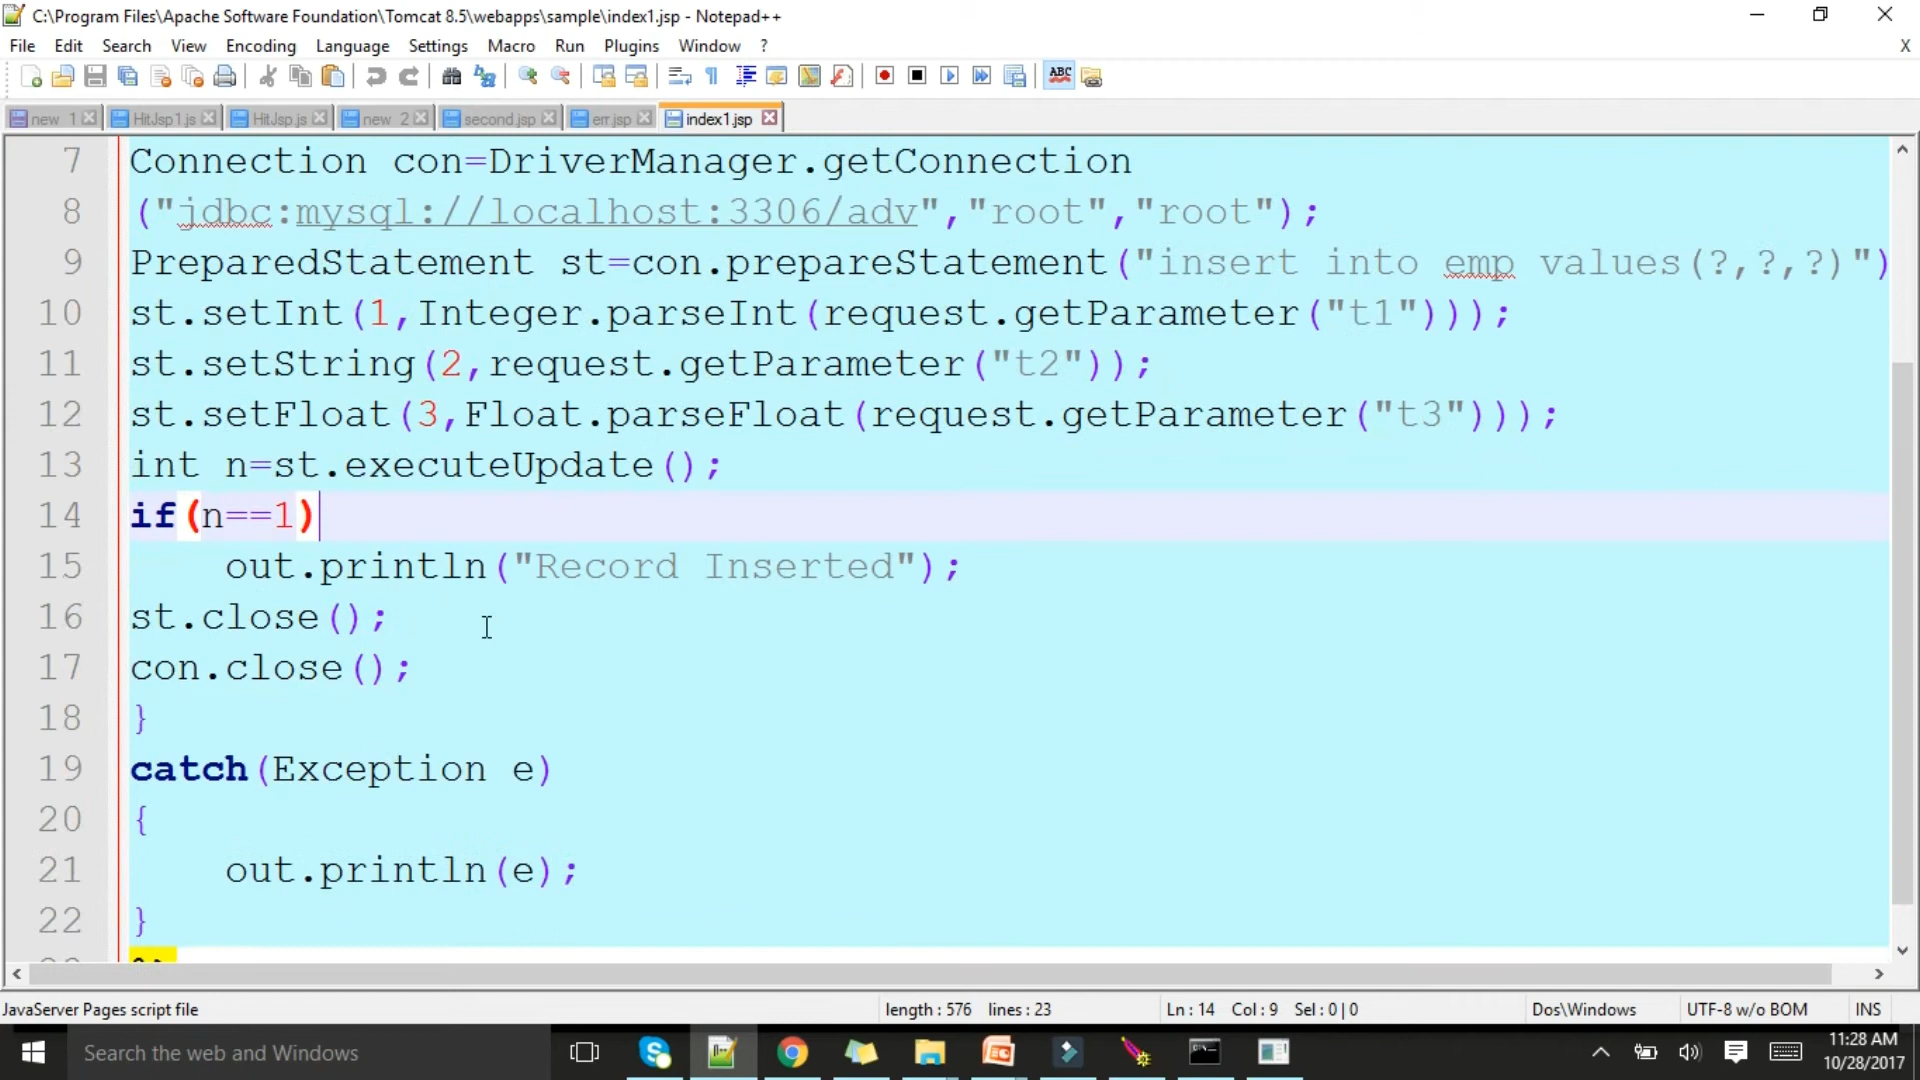 C:\Program Files\Apache Software Foundation\Tomcat 8.5\webapps\sample\index1.jsp - Notepad++
File Edit Search View Encoding Language Settings Macro Run Plugins Window ? X
ABC
new 1 HitJsp1.js HitJsp.js new 2 second.jsp err.jsp index1.jsp
7 Connection con=DriverManager.getConnection
8 ("jdbc:mysql://localhost:3306/adv","root","root");
9 PreparedStatement st=con.prepareStatement("insert into emp values(?,?,?)")
10 st.setInt(1,Integer.parseInt(request.getParameter("t1")));
11 st.setString(2,request.getParameter("t2"));
12 st.setFloat(3,Float.parseFloat(request.getParameter("t3")));
13 int n=st.executeUpdate();
14 if(n==1)
15 out.println("Record Inserted");
16 st.close();
17 con.close();
18 }
19 catch(Exception e)
20 {
21 out.println(e);
22 }
JavaServer Pages script file length : 576 lines : 23 Ln : 14 Col : 9 Sel : 0 | 0 Dos\Windows UTF-8 w/o BOM INS
Search the web and Windows
11:28 AM
10/28/2017